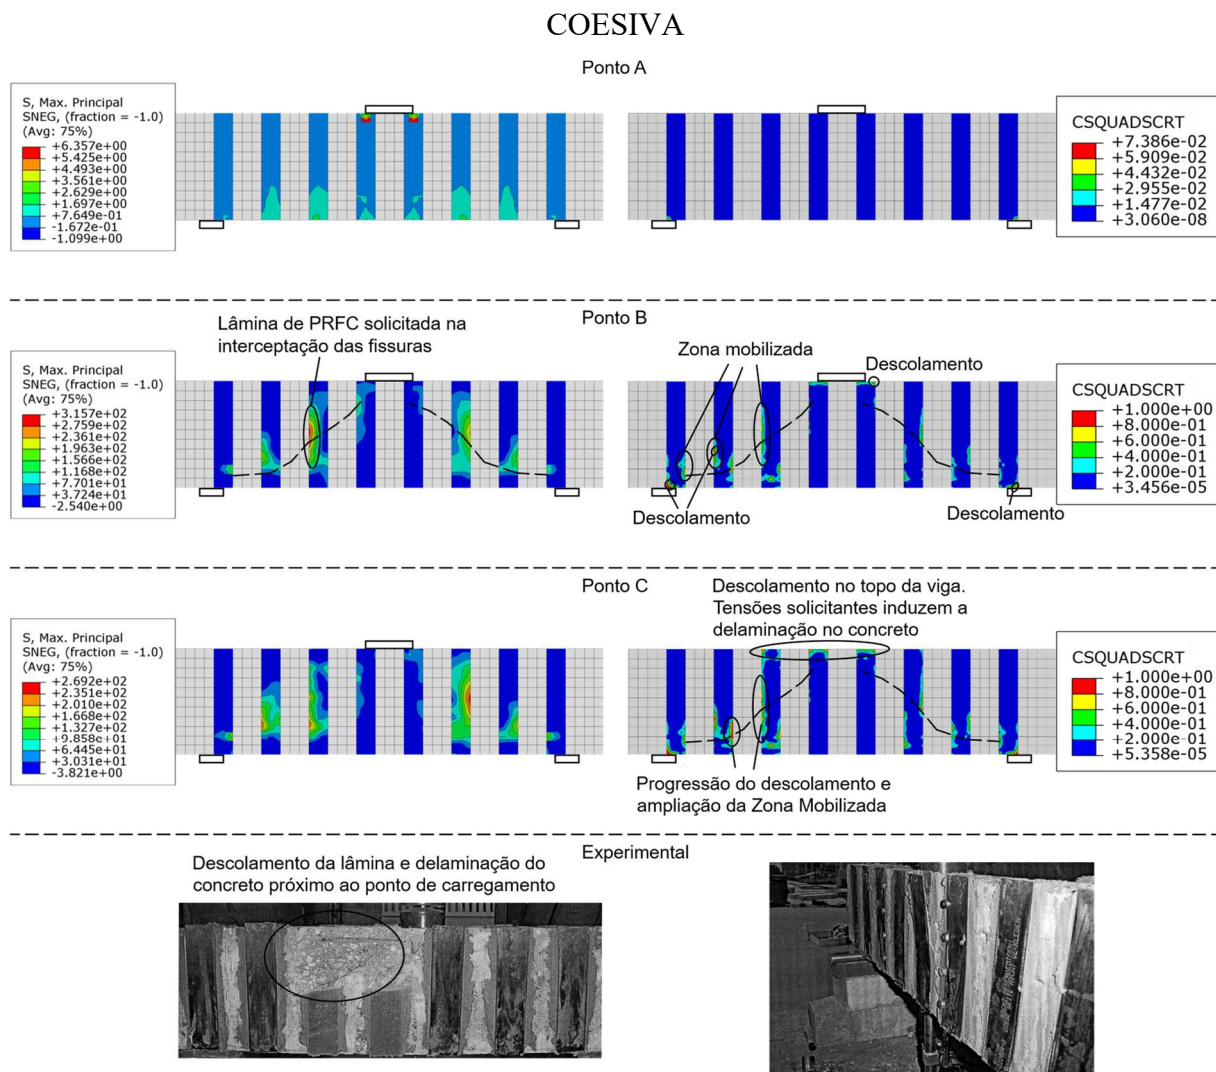 COESIVA
Ponto A
S, Max. Principal
SNEG, (fraction = -1.0)
(Avg: 75%)
+6.357e+00
+5.425e+00
+4.493e+00
+3.561e+00
+2.629e+00
+1.697e+00
+7.649e-01
-1.672e-01
-1.099e+00
CSQUADSCRT
+7.386e-02
+5.909e-02
+4.432e-02
+2.955e-02
+1.477e-02
+3.060e-08
Ponto B
Lâmina de PRFC solicitada na
interceptação das fissuras
S, Max. Principal
SNEG, (fraction = -1.0)
(Avg: 75%)
+3.157e+02
+2.759e+02
+2.361e+02
+1.963e+02
+1.566e+02
+1.168e+02
+7.701e+01
+3.724e+01
-2.540e+00
Zona mobilizada
Descolamento
Descolamento
Descolamento
CSQUADSCRT
+1.000e+00
+8.000e-01
+6.000e-01
+4.000e-01
+2.000e-01
+3.456e-05
Ponto C
S, Max. Principal
SNEG, (fraction = -1.0)
(Avg: 75%)
+2.692e+02
+2.351e+02
+2.010e+02
+1.668e+02
+1.327e+02
+9.858e+01
+6.445e+01
+3.031e+01
-3.821e+00
Descolamento no topo da viga.
Tensões solicitantes induzem a
delaminação no concreto
CSQUADSCRT
+1.000e+00
+8.000e-01
+6.000e-01
+4.000e-01
+2.000e-01
+5.358e-05
Progressão do descolamento e
ampliação da Zona Mobilizada
Experimental
Descolamento da lâmina e delaminação do
concreto próximo ao ponto de carregamento